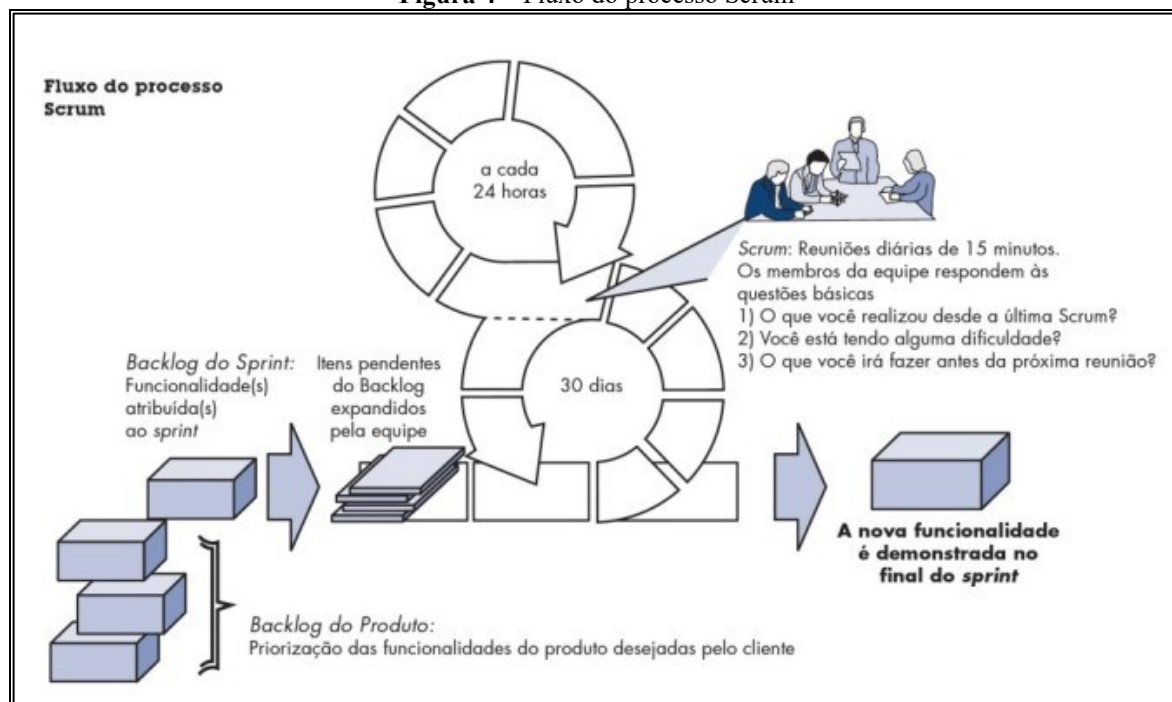 Figura 4 – Fluxo do processo Scrum
Fluxo do processo
Scrum
a cada
24 horas
Scrum: Reuniões diárias de 15 minutos.
Os membros da equipe respondem às
questões básicas
1) O que você realizou desde a última Scrum?
2) Você está tendo alguma dificuldade?
3) O que você irá fazer antes da próxima reunião?
Backlog do Sprint:
Funcionalidade(s)
atribuída(s)
ao sprint
Itens pendentes
do Backlog
expandidos
pela equipe
30 dias
A nova funcionalidade
é demonstrada no
final do sprint
Backlog do Produto:
Priorização das funcionalidades do produto desejadas pelo cliente